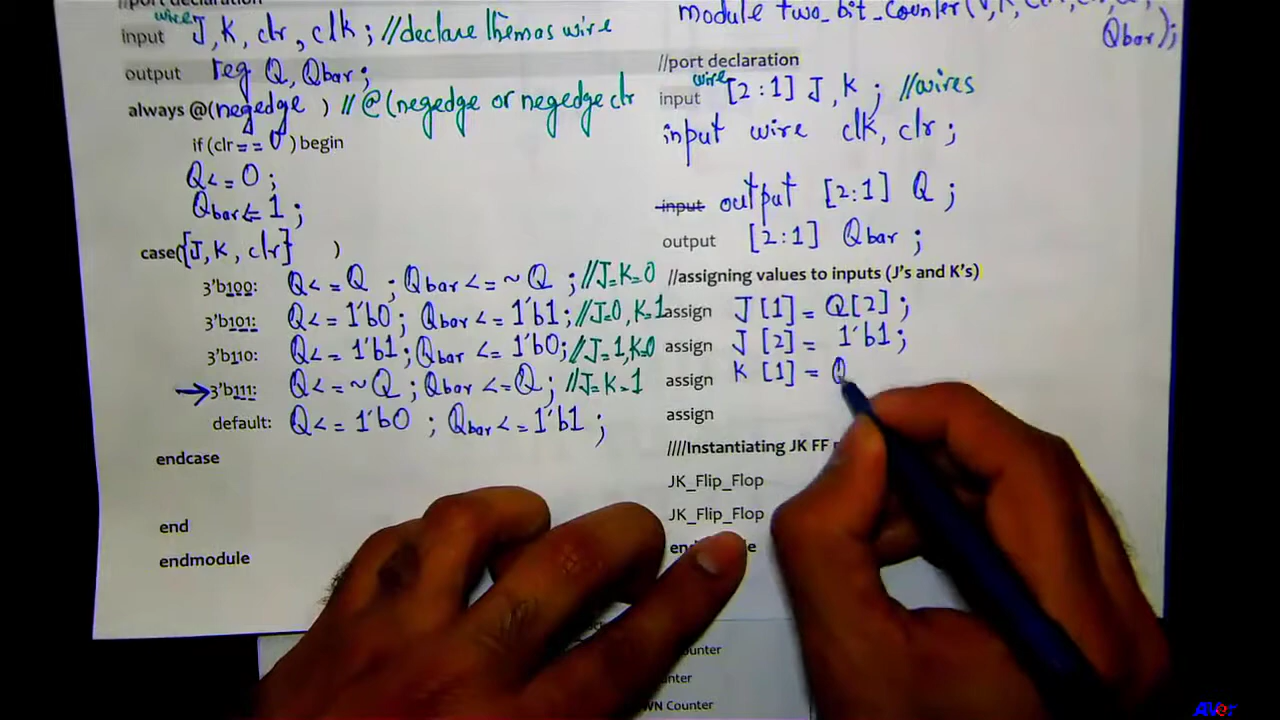 //port declaration
wire
input J, K, clr, clk ; //declare them as wire
output reg Q, Qbar ;
always @(negedge ) // @(negedge or negedge clr
if (clr == 0 ) begin
Q <= 0 ;
Qbar <= 1 ;
case({J, K, clr} )
3'b100: Q <= Q ; Qbar <= ~ Q ; //J=K=0
3'b101: Q <= 1'b0 ; Qbar <= 1'b1 ; //J=0, K=1
3'b110: Q <= 1'b1 ; Qbar <= 1'b0 ; //J=1, K=0
3'b111: Q <= ~Q ; Qbar <= Q ; //J=K=1
default: Q <= 1'b0 ; Qbar <= 1'b1 ;
endcase
end
endmodule
module two_bit_counter(
Qbar);
//port declaration
wire
input [2:1] J, K ; //wires
input wire clk, clr ;
input output [2:1] Q ;
output [2:1] Qbar ;
//assigning values to inputs (J's and K's)
assign J [1] = Q[2] ;
assign J [2] = 1'b1 ;
assign K [1] = Q
assign
////Instantiating JK FF
JK_Flip_Flop
JK_Flip_Flop
WN Counter
AVer